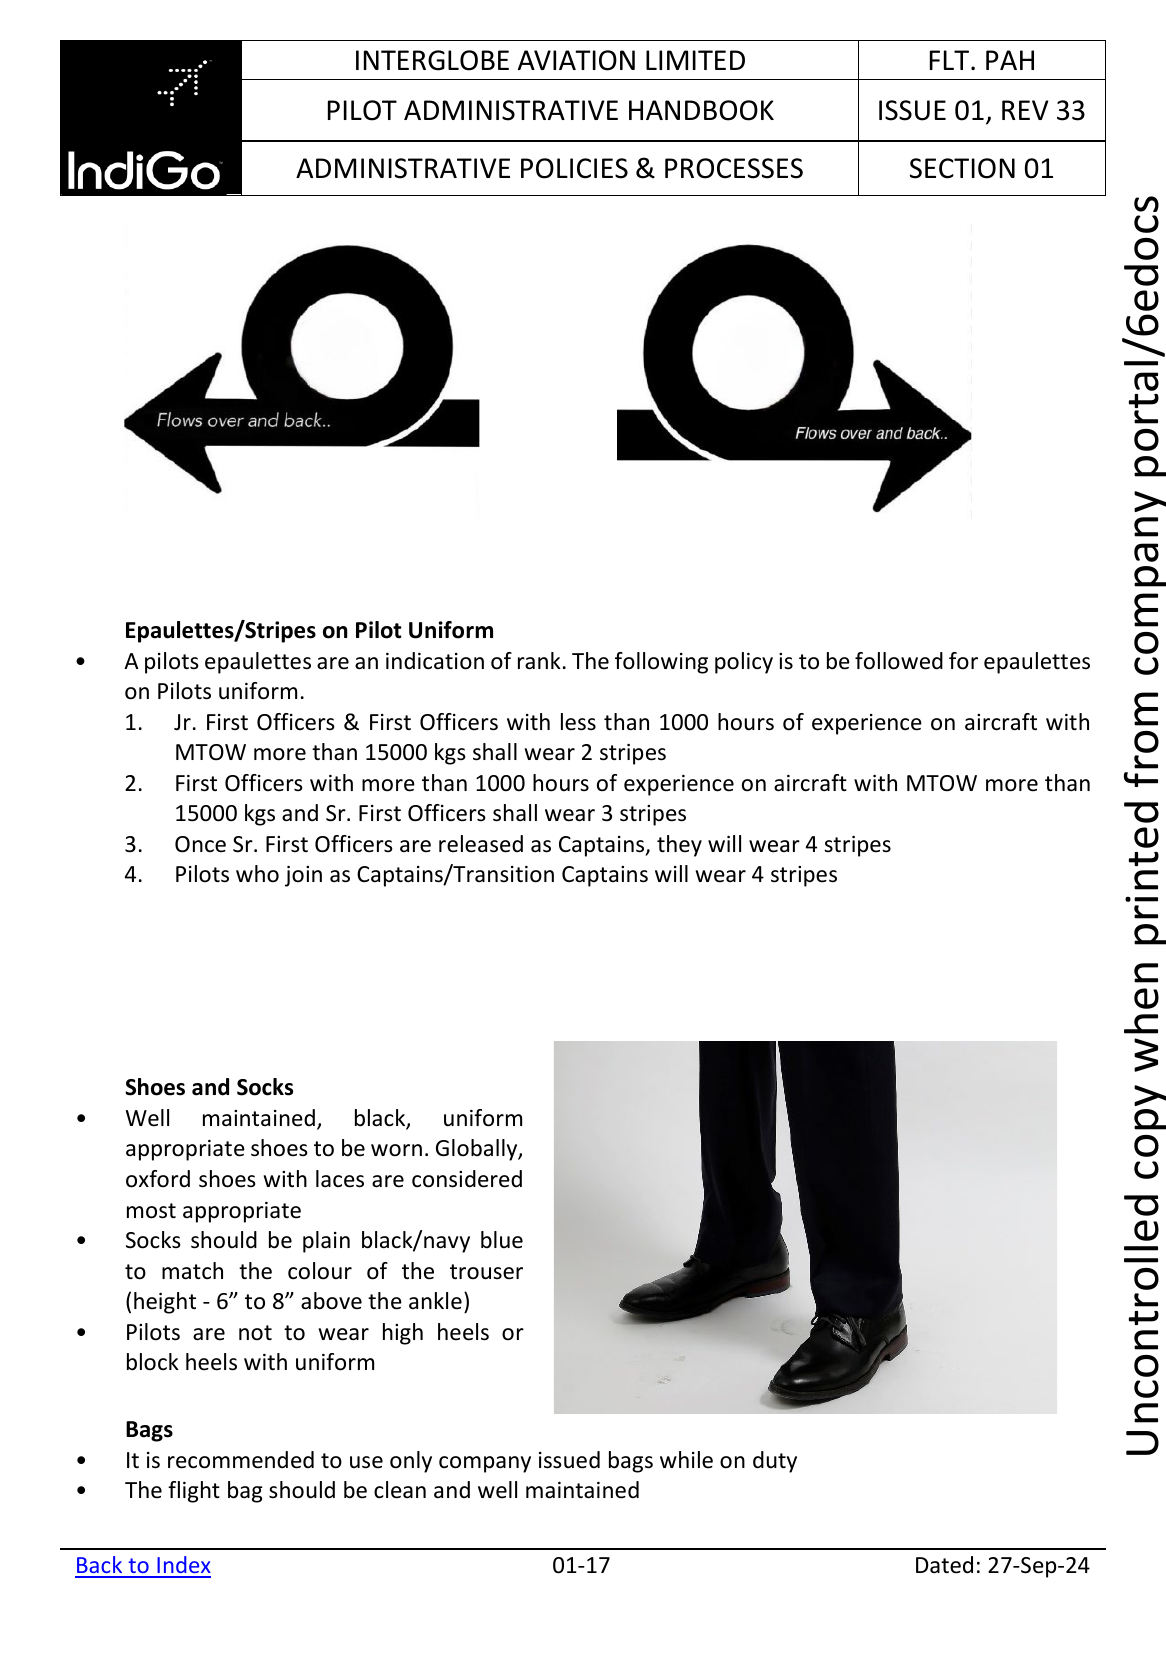 INTERGLOBE AVIATION LIMITED
FLT. PAH
PILOT ADMINISTRATIVE HANDBOOK
ISSUE 01, REV 33
IndiGo
ADMINISTRATIVE POLICIES & PROCESSES
SECTION 01
Flows over and back..
Flows over and back..
Epaulettes/Stripes on Pilot Uniform
• A pilots epaulettes are an indication of rank. The following policy is to be followed for epaulettes
on Pilots uniform.
1. Jr. First Officers & First Officers with less than 1000 hours of experience on aircraft with
MTOW more than 15000 kgs shall wear 2 stripes
2. First Officers with more than 1000 hours of experience on aircraft with MTOW more than
15000 kgs and Sr. First Officers shall wear 3 stripes
3. Once Sr. First Officers are released as Captains, they will wear 4 stripes
4. Pilots who join as Captains/Transition Captains will wear 4 stripes
Shoes and Socks
• Well maintained, black, uniform
appropriate shoes to be worn. Globally,
oxford shoes with laces are considered
most appropriate
• Socks should be plain black/navy blue
to match the colour of the trouser
(height - 6” to 8” above the ankle)
• Pilots are not to wear high heels or
block heels with uniform
Bags
• It is recommended to use only company issued bags while on duty
• The flight bag should be clean and well maintained
Back to Index
01-17
Dated: 27-Sep-24
Uncontrolled copy when printed from company portal/6edocs